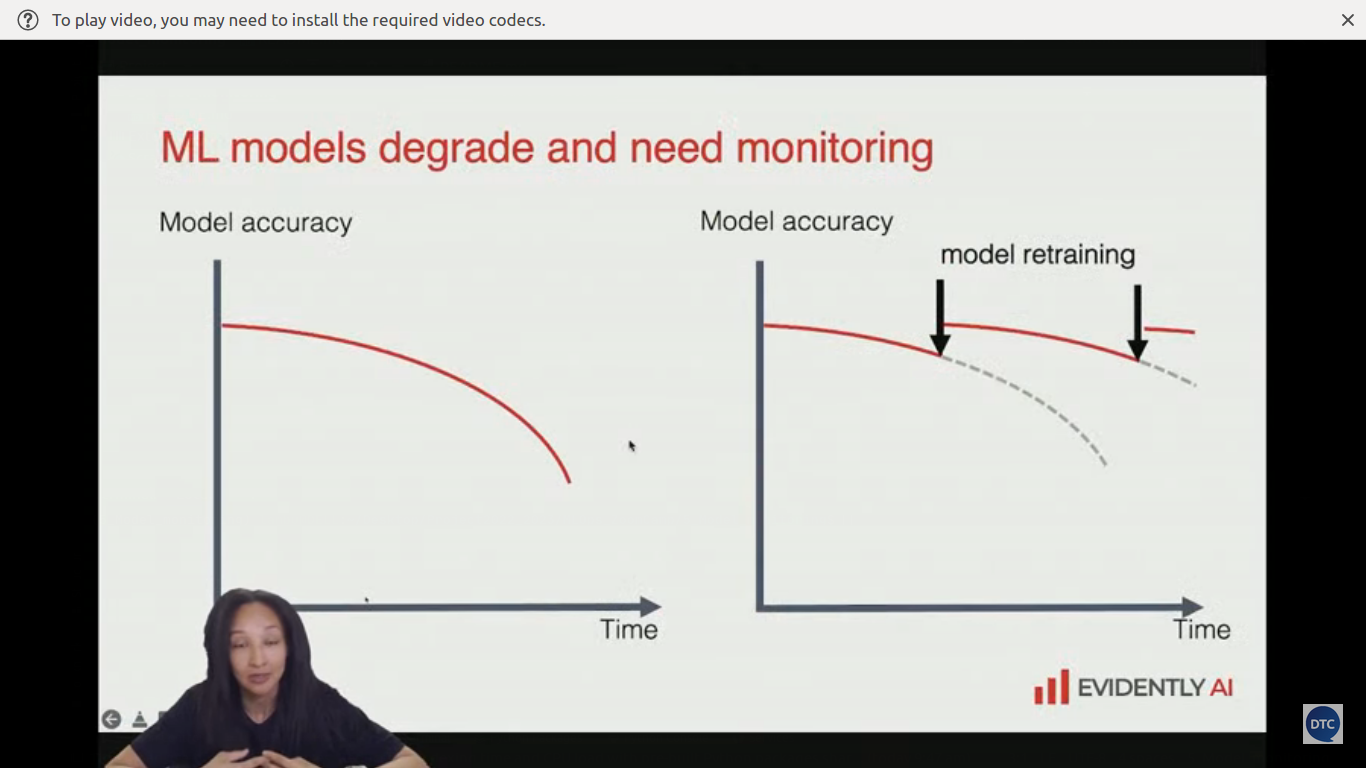 To play video, you may need to install the required video codecs.
ML models degrade and need monitoring
Model accuracy
Model accuracy
model retraining
Time
Time
EVIDENTLY AI
DTC